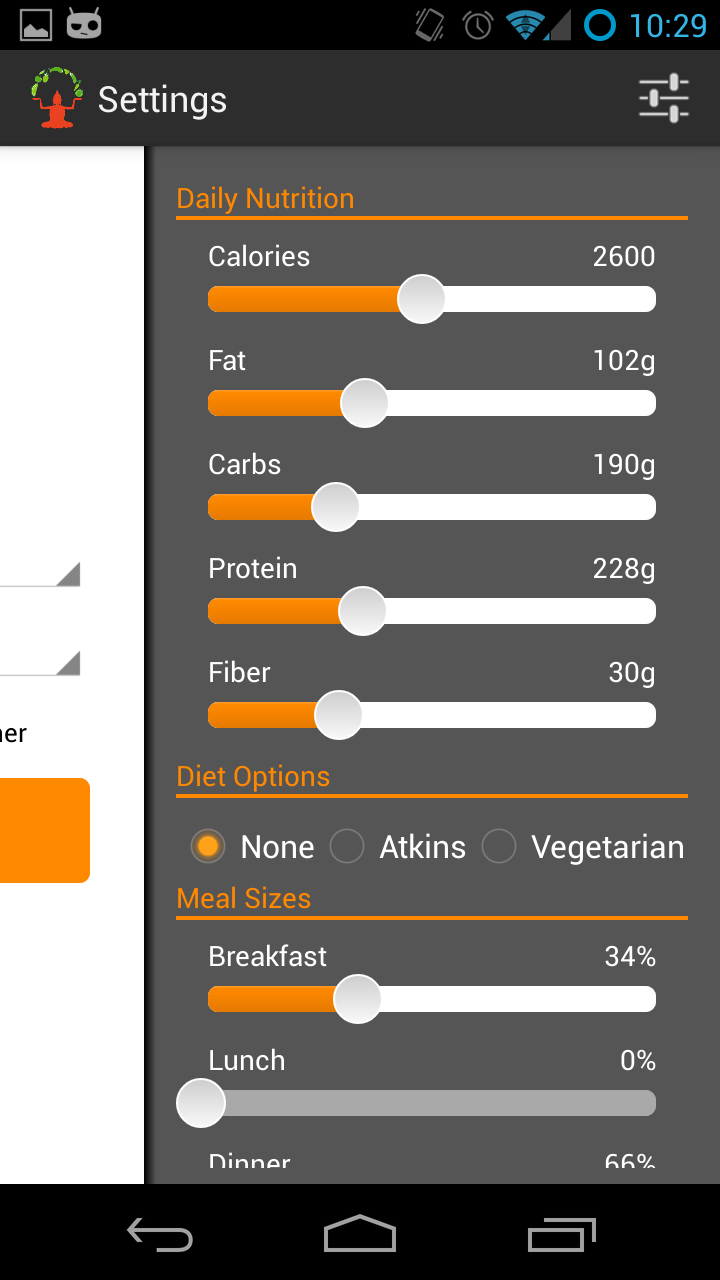 10:29
Settings
Daily Nutrition
Calories 2600
Fat 102g
Carbs 190g
Protein 228g
Fiber 30g
Diet Options
None Atkins Vegetarian
Meal Sizes
Breakfast 34%
Lunch 0%
Dinner 66%